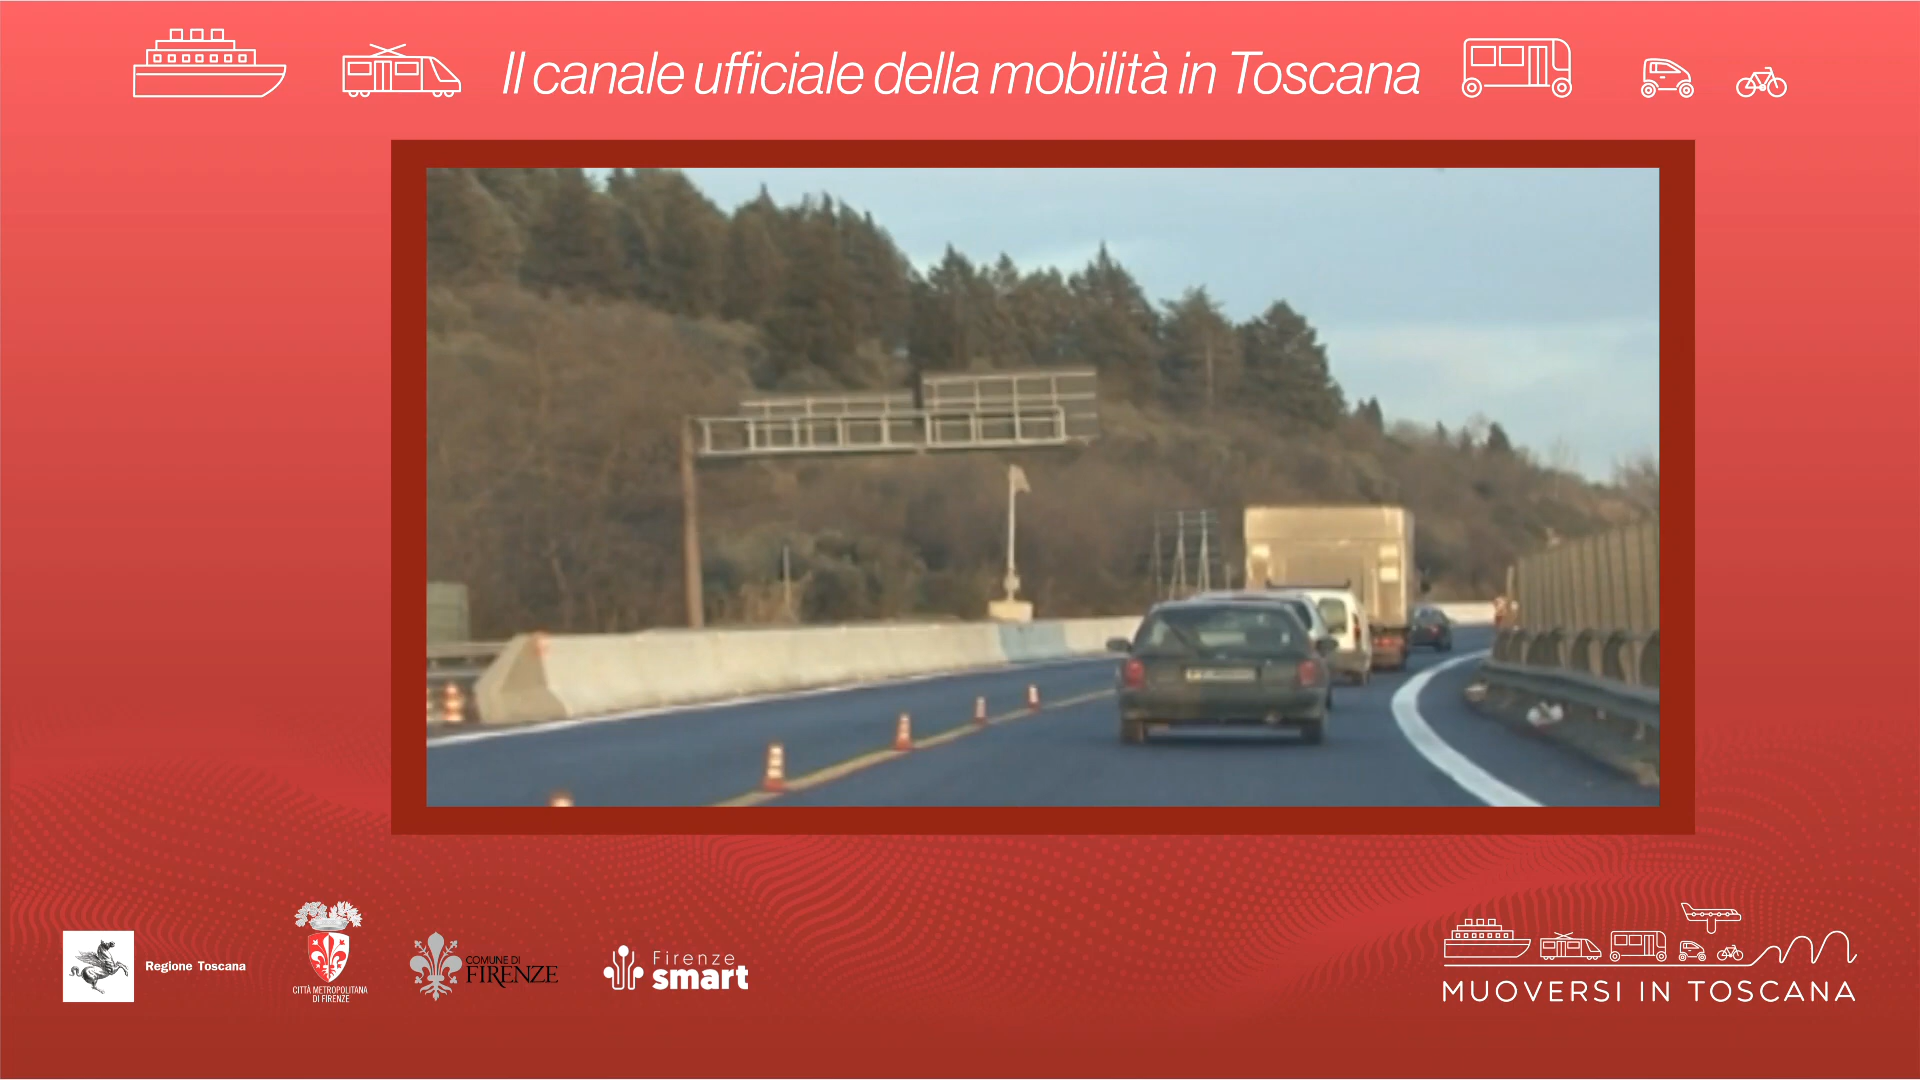 Il canale ufficiale della mobilità in Toscana
Regione Toscana
CITTÀ METROPOLITANA
DI FIRENZE
COMUNE DI
FIRENZE
Firenze
smart
MUOVERSI IN TOSCANA